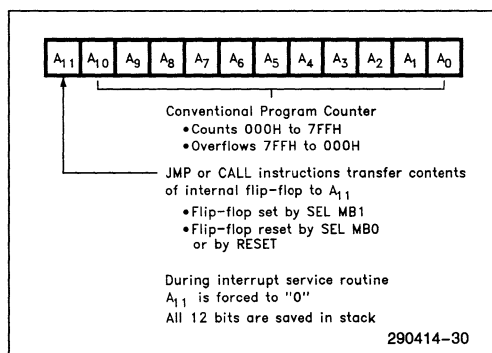 A11 A10 A9 A8 A7 A6 A5 A4 A3 A2 A1 A0
Conventional Program Counter
•Counts 000H to 7FFH
•Overflows 7FFH to 000H
JMP or CALL instructions transfer contents
of internal flip-flop to A11
•Flip-flop set by SEL MB1
•Flip-flop reset by SEL MB0
or by RESET
During interrupt service routine
A11 is forced to "0"
All 12 bits are saved in stack
290414-30